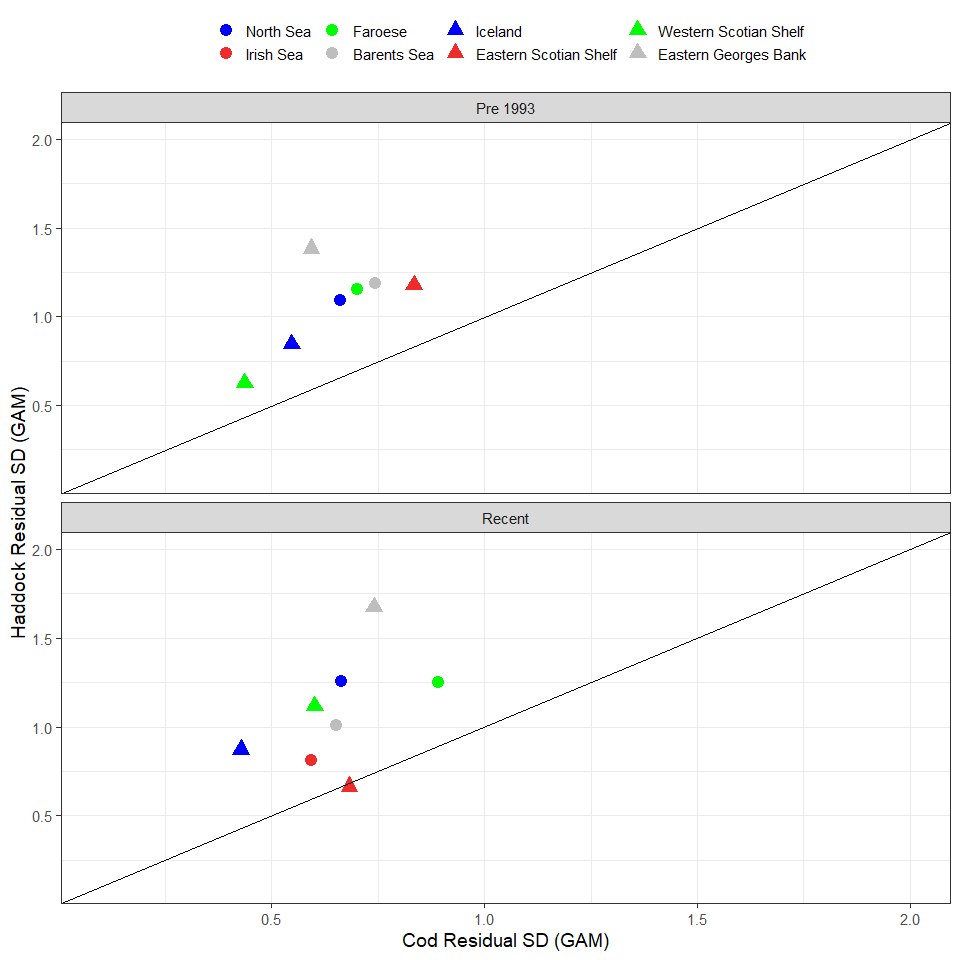 North Sea Faroese Iceland Western Scotian Shelf
Irish Sea Barents Sea Eastern Scotian Shelf Eastern Georges Bank
Pre 1993
2.0
1.5
1.0
0.5
Haddock Residual SD (GAM)
Recent
2.0
1.5
1.0
0.5
0.5 1.0 1.5 2.0
Cod Residual SD (GAM)